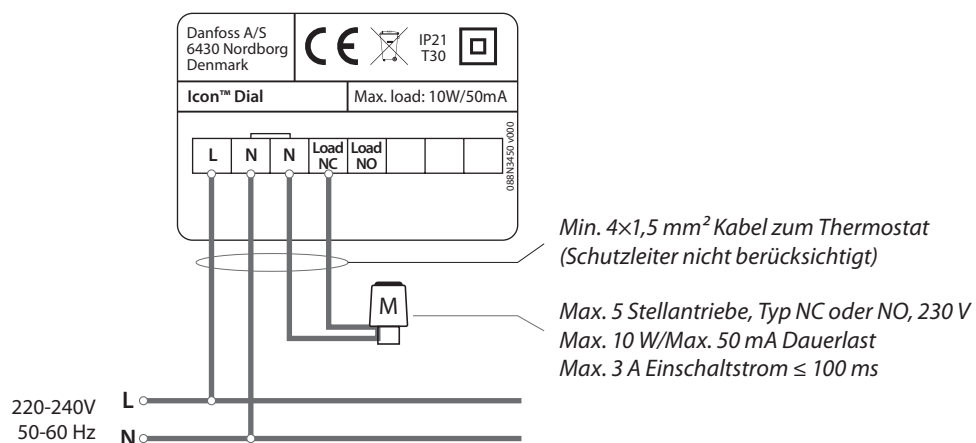 Danfoss A/S
6430 Nordborg
Denmark
CE
IP21
T30
Icon™ Dial
Max. load: 10W/50mA
L N N Load NC Load NO
088N3450 v000
Min. 4×1,5 mm² Kabel zum Thermostat
(Schutzleiter nicht berücksichtigt)
M
Max. 5 Stellantriebe, Typ NC oder NO, 230 V
Max. 10 W/Max. 50 mA Dauerlast
Max. 3 A Einschaltstrom ≤ 100 ms
220-240V L
50-60 Hz N